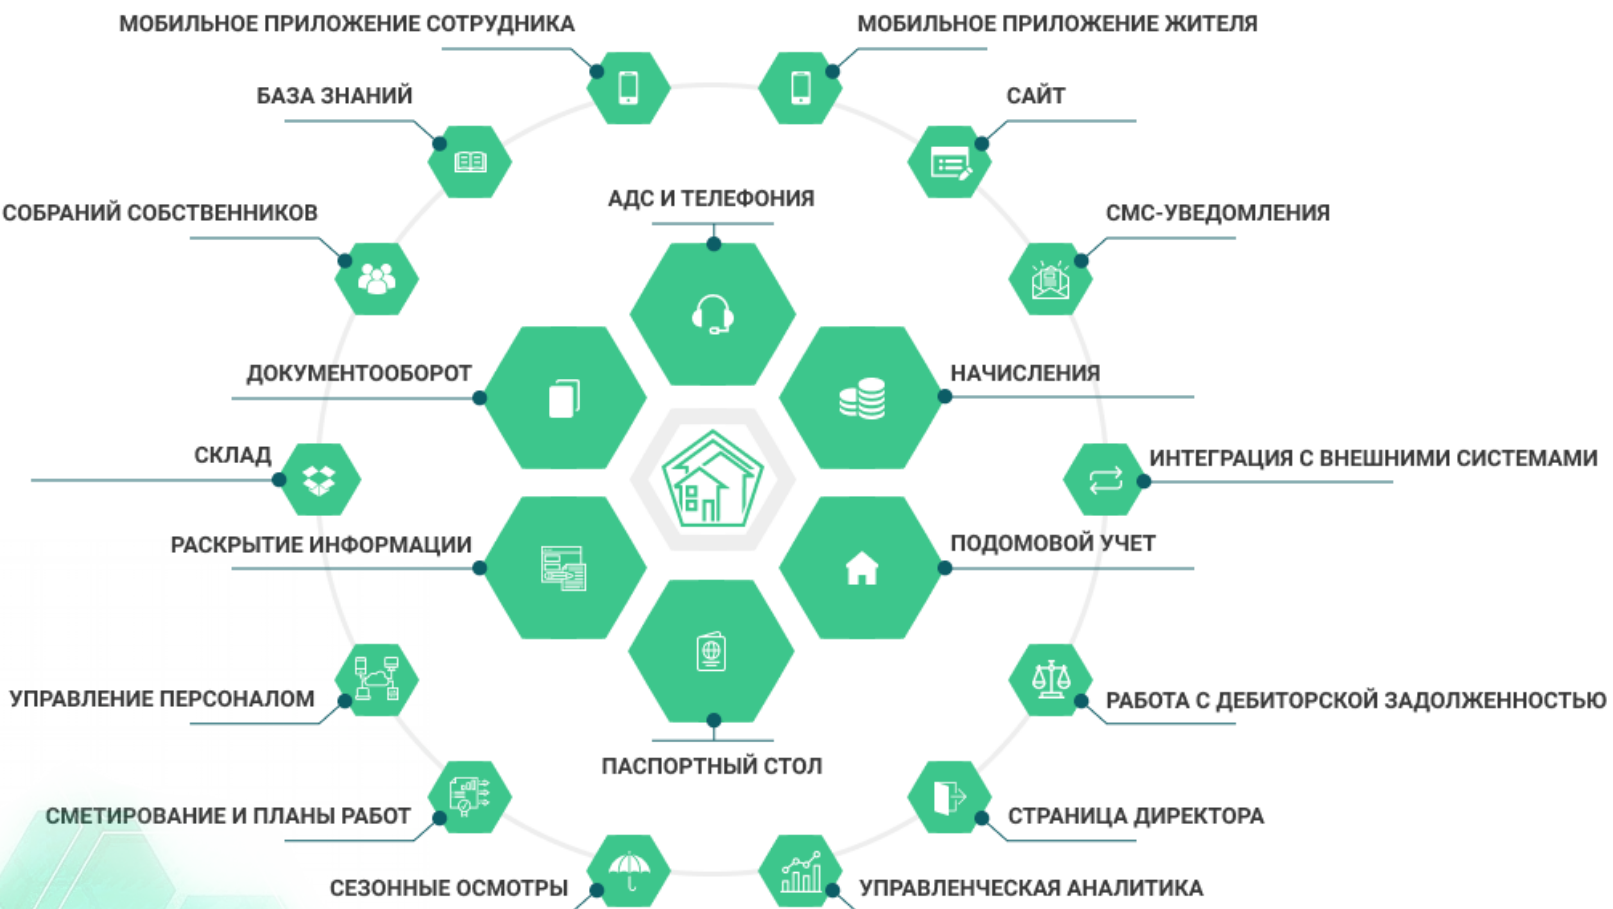 МОБИЛЬНОЕ ПРИЛОЖЕНИЕ СОТРУДНИКА
МОБИЛЬНОЕ ПРИЛОЖЕНИЕ ЖИТЕЛЯ
БАЗА ЗНАНИЙ
САЙТ
АДС И ТЕЛЕФОНИЯ
СОБРАНИЙ СОБСТВЕННИКОВ
СМС-УВЕДОМЛЕНИЯ
ДОКУМЕНТООБОРОТ
НАЧИСЛЕНИЯ
СКЛАД
ИНТЕГРАЦИЯ С ВНЕШНИМИ СИСТЕМАМИ
РАСКРЫТИЕ ИНФОРМАЦИИ
ПОДОМОВОЙ УЧЕТ
УПРАВЛЕНИЕ ПЕРСОНАЛОМ
РАБОТА С ДЕБИТОРСКОЙ ЗАДОЛЖЕННОСТЬЮ
ПАСПОРТНЫЙ СТОЛ
СМЕТИРОВАНИЕ И ПЛАНЫ РАБОТ
СТРАНИЦА ДИРЕКТОРА
СЕЗОННЫЕ ОСМОТРЫ
УПРАВЛЕНЧЕСКАЯ АНАЛИТИКА